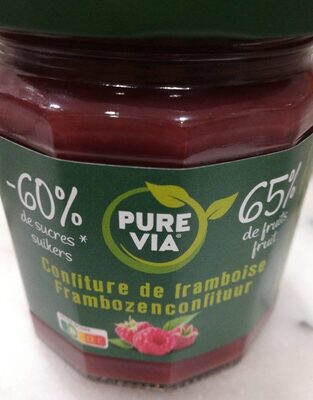 -60%
de sucres*
suikers
PURE
VIA®
65%
de fruits
fruit
Confiture de framboise
Frambozenconfituur